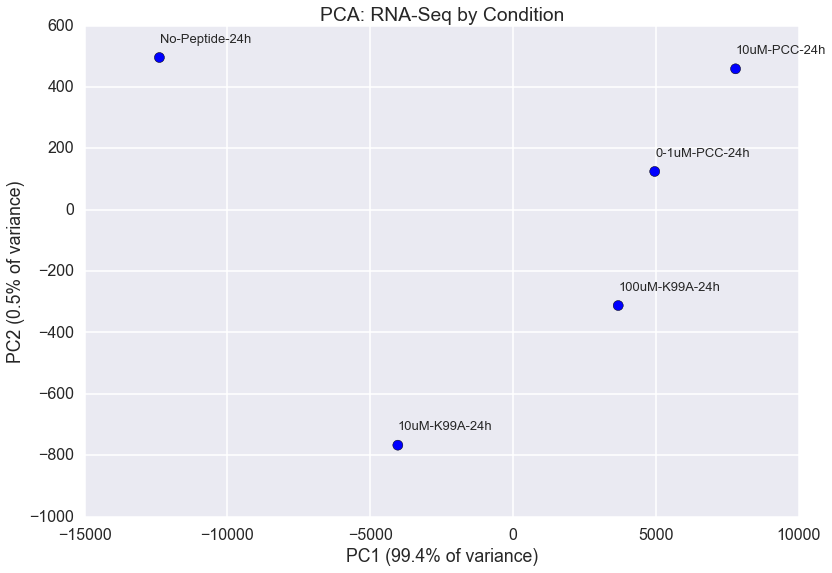 PCA: RNA-Seq by Condition
600
No-Peptide-24h
10uM-PCC-24h
400
200
0-1uM-PCC-24h
0
−200
100uM-K99A-24h
−400
−600
10uM-K99A-24h
−800
−1000
−15000 −10000 −5000 0 5000 10000
PC1 (99.4% of variance)
PC2 (0.5% of variance)